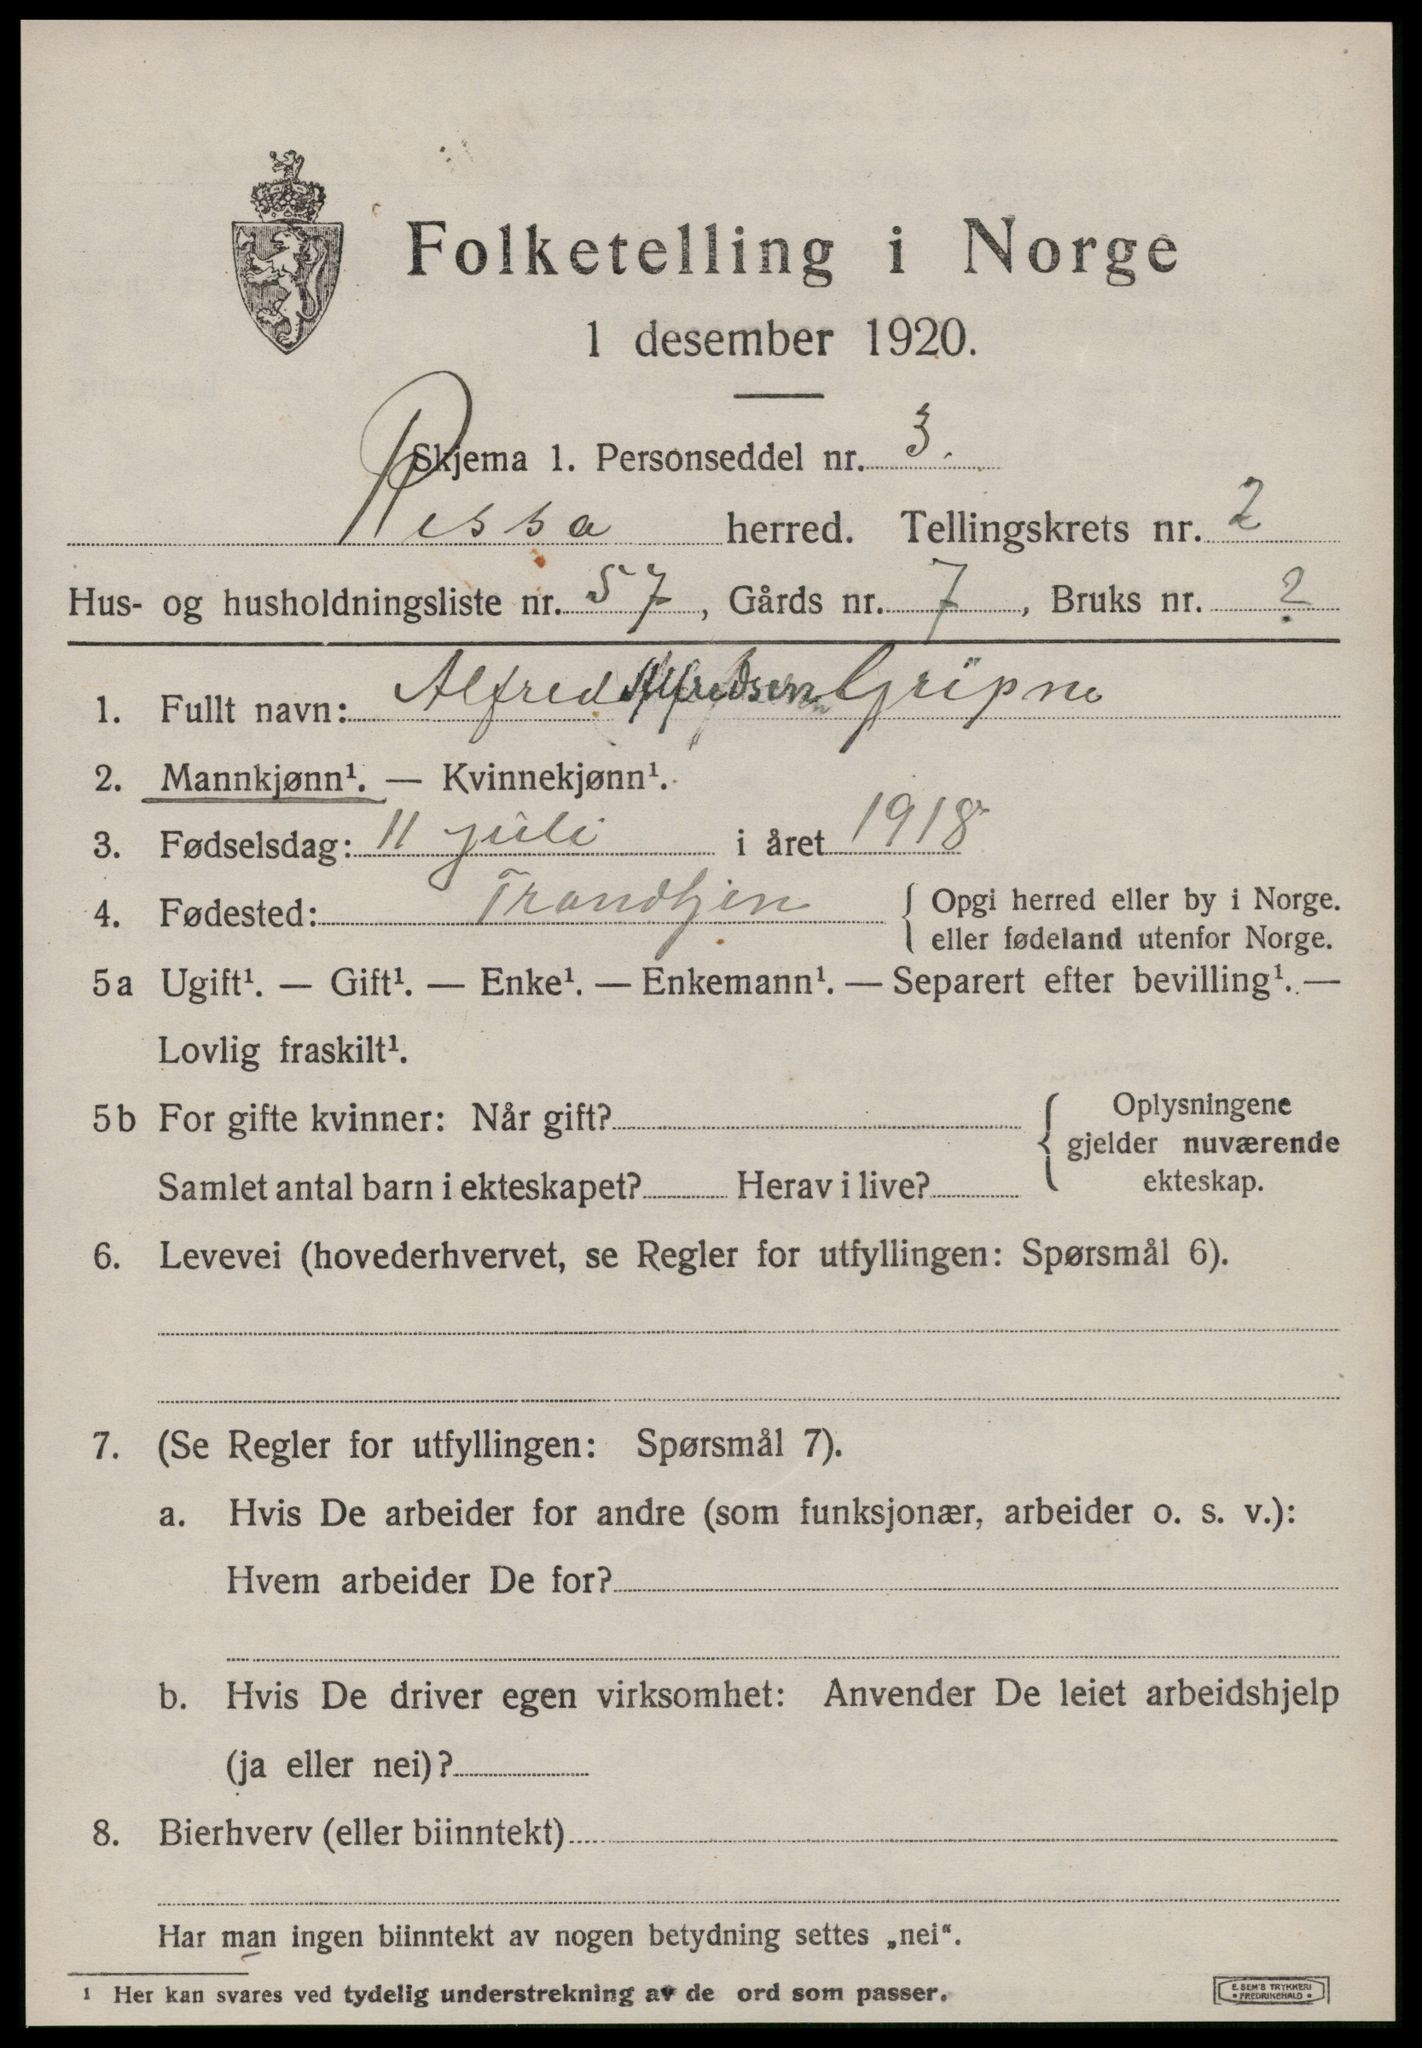 Folketelling i Norge
1 desember 1920.
Skjema 1. Personseddel nr. 3.
Rissa herred. Tellingskrets nr. 2
Hus- og husholdningsliste nr. 57, Gårds nr. 7, Bruks nr. 2
1. Fullt navn: Alfred Alfredsen Gripne
2. Mannkjønn¹. — Kvinnekjønn¹.
3. Fødselsdag: 11 juli i året 1918
4. Fødested: Trondhjen { Opgi herred eller by i Norge.
eller fødeland utenfor Norge.
5a Ugift¹. — Gift¹. — Enke¹. — Enkemann¹. — Separert efter bevilling¹. —
Lovlig fraskilt¹.
5b For gifte kvinner: Når gift? { Oplysningene
gjelder nuværende
Samlet antal barn i ekteskapet? Herav i live? ekteskap.
6. Levevei (hovederhvervet, se Regler for utfyllingen: Spørsmål 6).
7. (Se Regler for utfyllingen: Spørsmål 7).
a. Hvis De arbeider for andre (som funksjonær, arbeider o. s. v.):
Hvem arbeider De for?
b. Hvis De driver egen virksomhet: Anvender De leiet arbeidshjelp
(ja eller nei)?
8. Bierhverv (eller biinntekt)
Har man ingen biinntekt av nogen betydning settes „nei“.
¹ Her kan svares ved tydelig understrekning av de ord som passer.
E. SEM'S TRYKKERI
FREDRIKSHALD